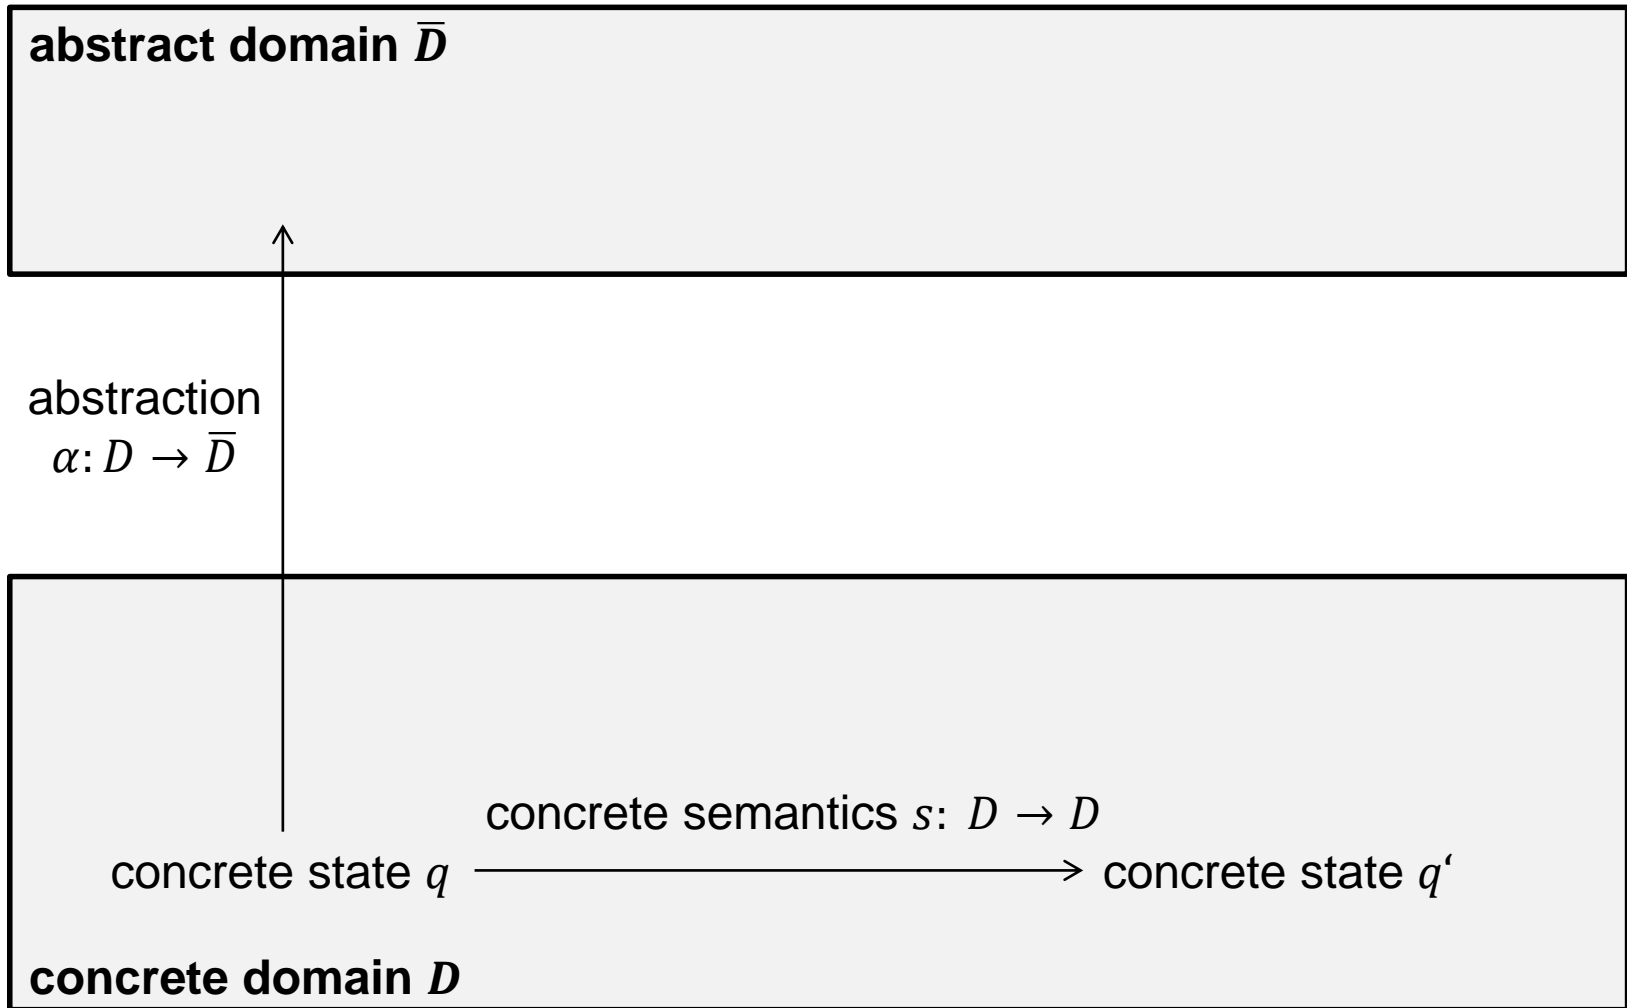 abstract domain D̅
abstraction
α: D → D̅
concrete semantics s: D → D
concrete state q
concrete state q‘
concrete domain D